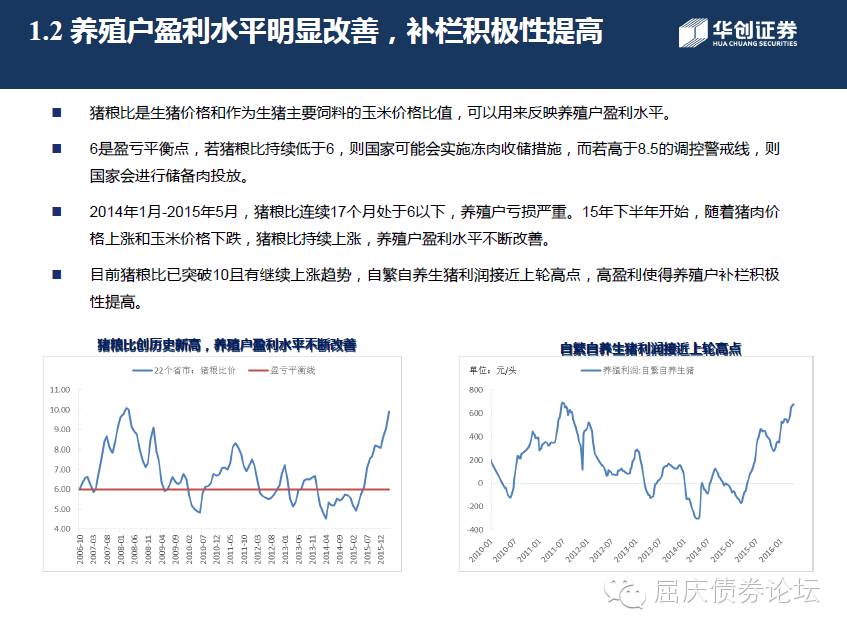 1.2 养殖户盈利水平明显改善，补栏积极性提高
华创证券
HUA CHUANG SECURITIES
■ 猪粮比是生猪价格和作为生猪主要饲料的玉米价格比值，可以用来反映养殖户盈利水平。
■ 6是盈亏平衡点，若猪粮比持续低于6，则国家可能会实施冻肉收储措施，而若高于8.5的调控警戒线，则
国家会进行储备肉投放。
■ 2014年1月-2015年5月，猪粮比连续17个月处于6以下，养殖户亏损严重。15年下半年开始，随着猪肉价
格上涨和玉米价格下跌，猪粮比持续上涨，养殖户盈利水平不断改善。
■ 目前猪粮比已突破10且有继续上涨趋势，自繁自养生猪利润接近上轮高点，高盈利使得养殖户补栏积极
性提高。
猪粮比创历史新高，养殖户盈利水平不断改善
22个省市：猪粮比价 盈亏平衡线
11.00
10.00
9.00
8.00
7.00
6.00
5.00
4.00
2006-10 2007-03 2007-08 2008-01 2008-06 2008-11 2009-04 2009-09 2010-02 2010-07 2010-12 2011-05 2011-10 2012-03 2012-08 2013-01 2013-06 2013-11 2014-04 2014-09 2015-02 2015-07 2015-12
自繁自养生猪利润接近上轮高点
单位：元/头 养殖利润:自繁自养生猪
800
600
400
200
0
-200
-400
2010-01 2010-07 2011-01 2011-07 2012-01 2012-07 2013-01 2013-07 2014-01 2014-07 2015-01 2015-07 2016-01
屈庆债券论坛